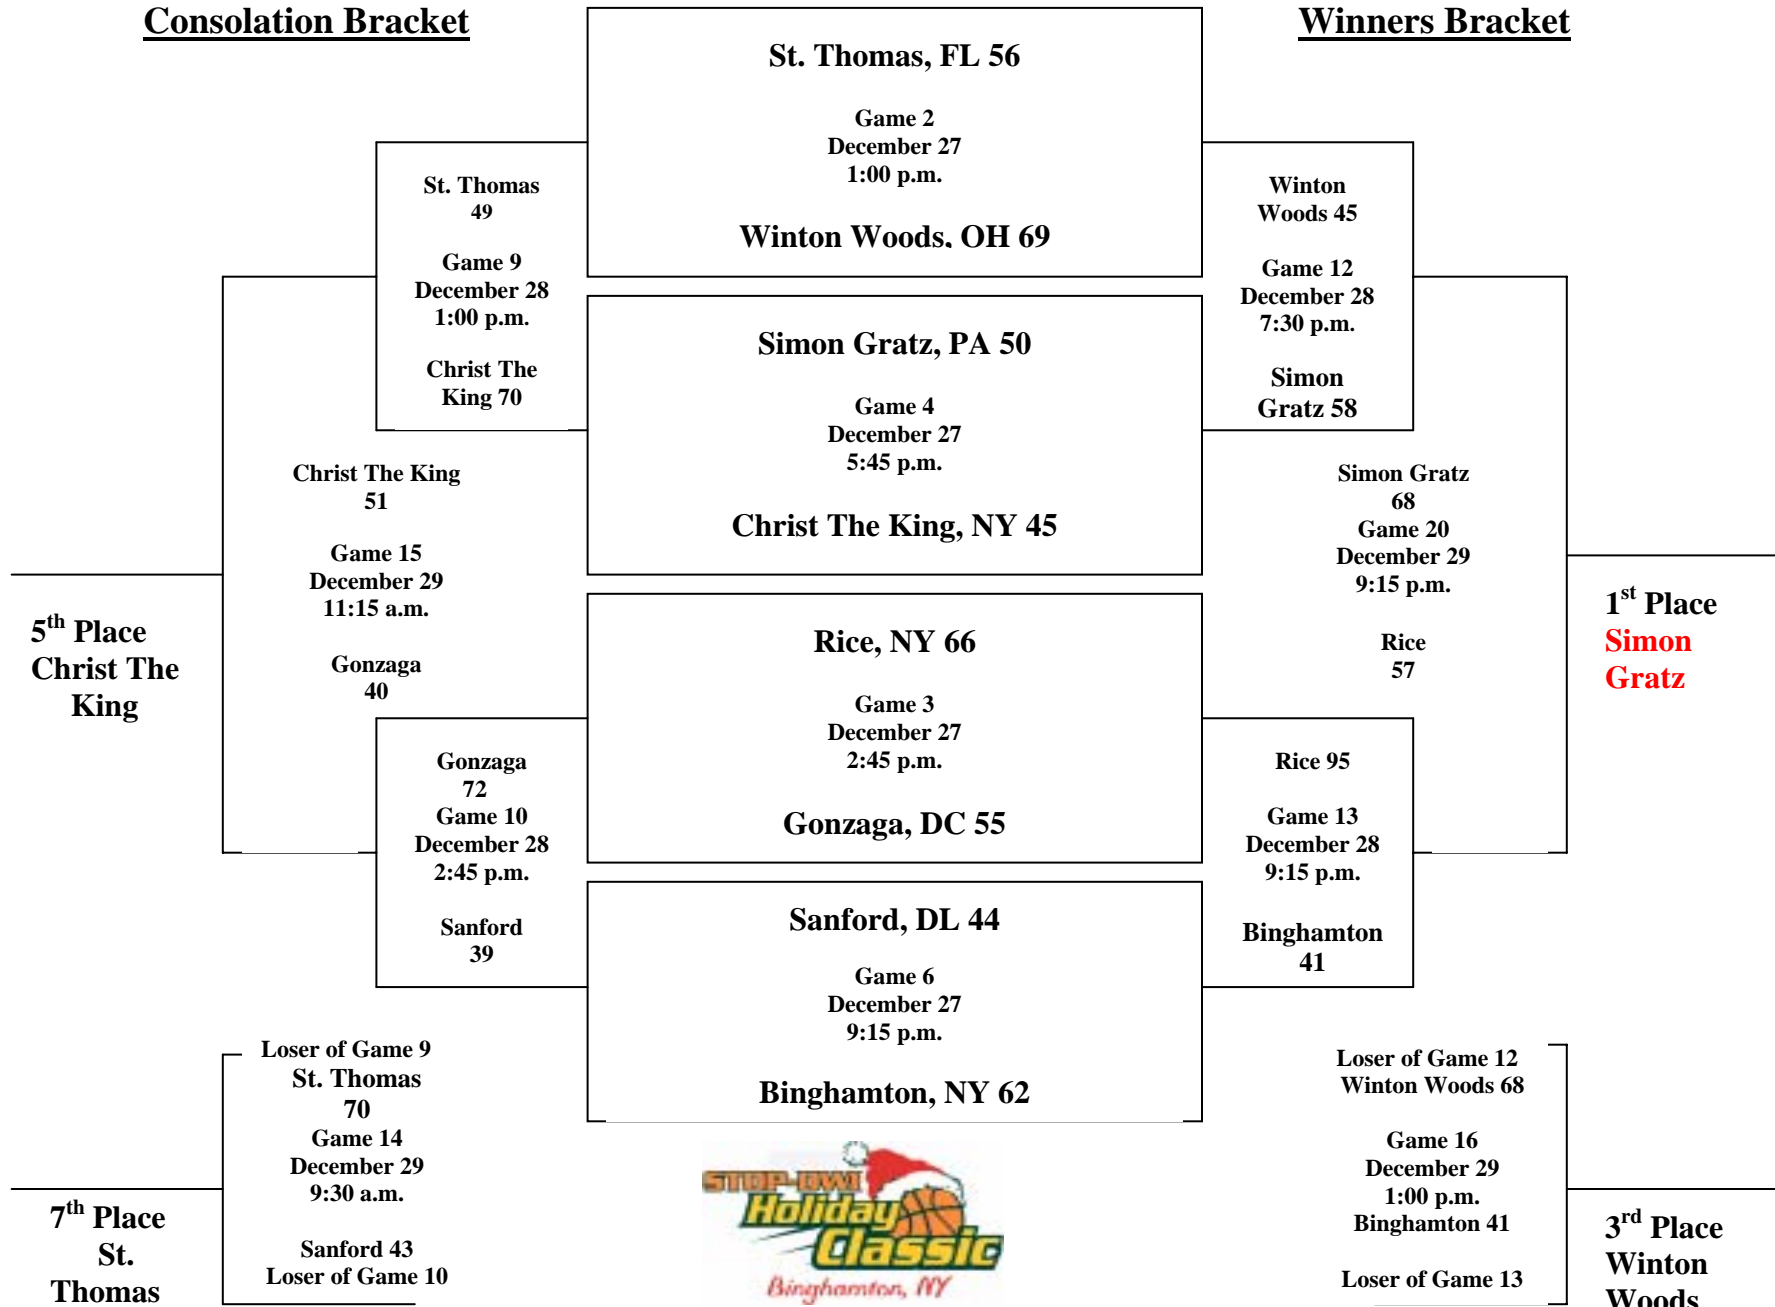 Consolation Bracket
Winners Bracket
St. Thomas, FL 56
Game 2
December 27
1:00 p.m.
Winton Woods, OH 69
St. Thomas
49
Game 9
December 28
1:00 p.m.
Christ The
King 70
Winton
Woods 45
Game 12
December 28
7:30 p.m.
Simon
Gratz 58
Simon Gratz, PA 50
Game 4
December 27
5:45 p.m.
Christ The King, NY 45
Christ The King
51
Game 15
December 29
11:15 a.m.
Gonzaga
40
Simon Gratz
68
Game 20
December 29
9:15 p.m.
Rice
57
5th Place
Christ The
King
1st Place
Simon
Gratz
Rice, NY 66
Game 3
December 27
2:45 p.m.
Gonzaga, DC 55
Gonzaga
72
Game 10
December 28
2:45 p.m.
Sanford
39
Rice 95
Game 13
December 28
9:15 p.m.
Binghamton
41
Sanford, DL 44
Game 6
December 27
9:15 p.m.
Binghamton, NY 62
Loser of Game 9
St. Thomas
70
Game 14
December 29
9:30 a.m.
Sanford 43
Loser of Game 10
7th Place
St.
Thomas
STOP-DWI
Holiday
Classic
Binghamton, NY
Loser of Game 12
Winton Woods 68
Game 16
December 29
1:00 p.m.
Binghamton 41
Loser of Game 13
3rd Place
Winton
Woods